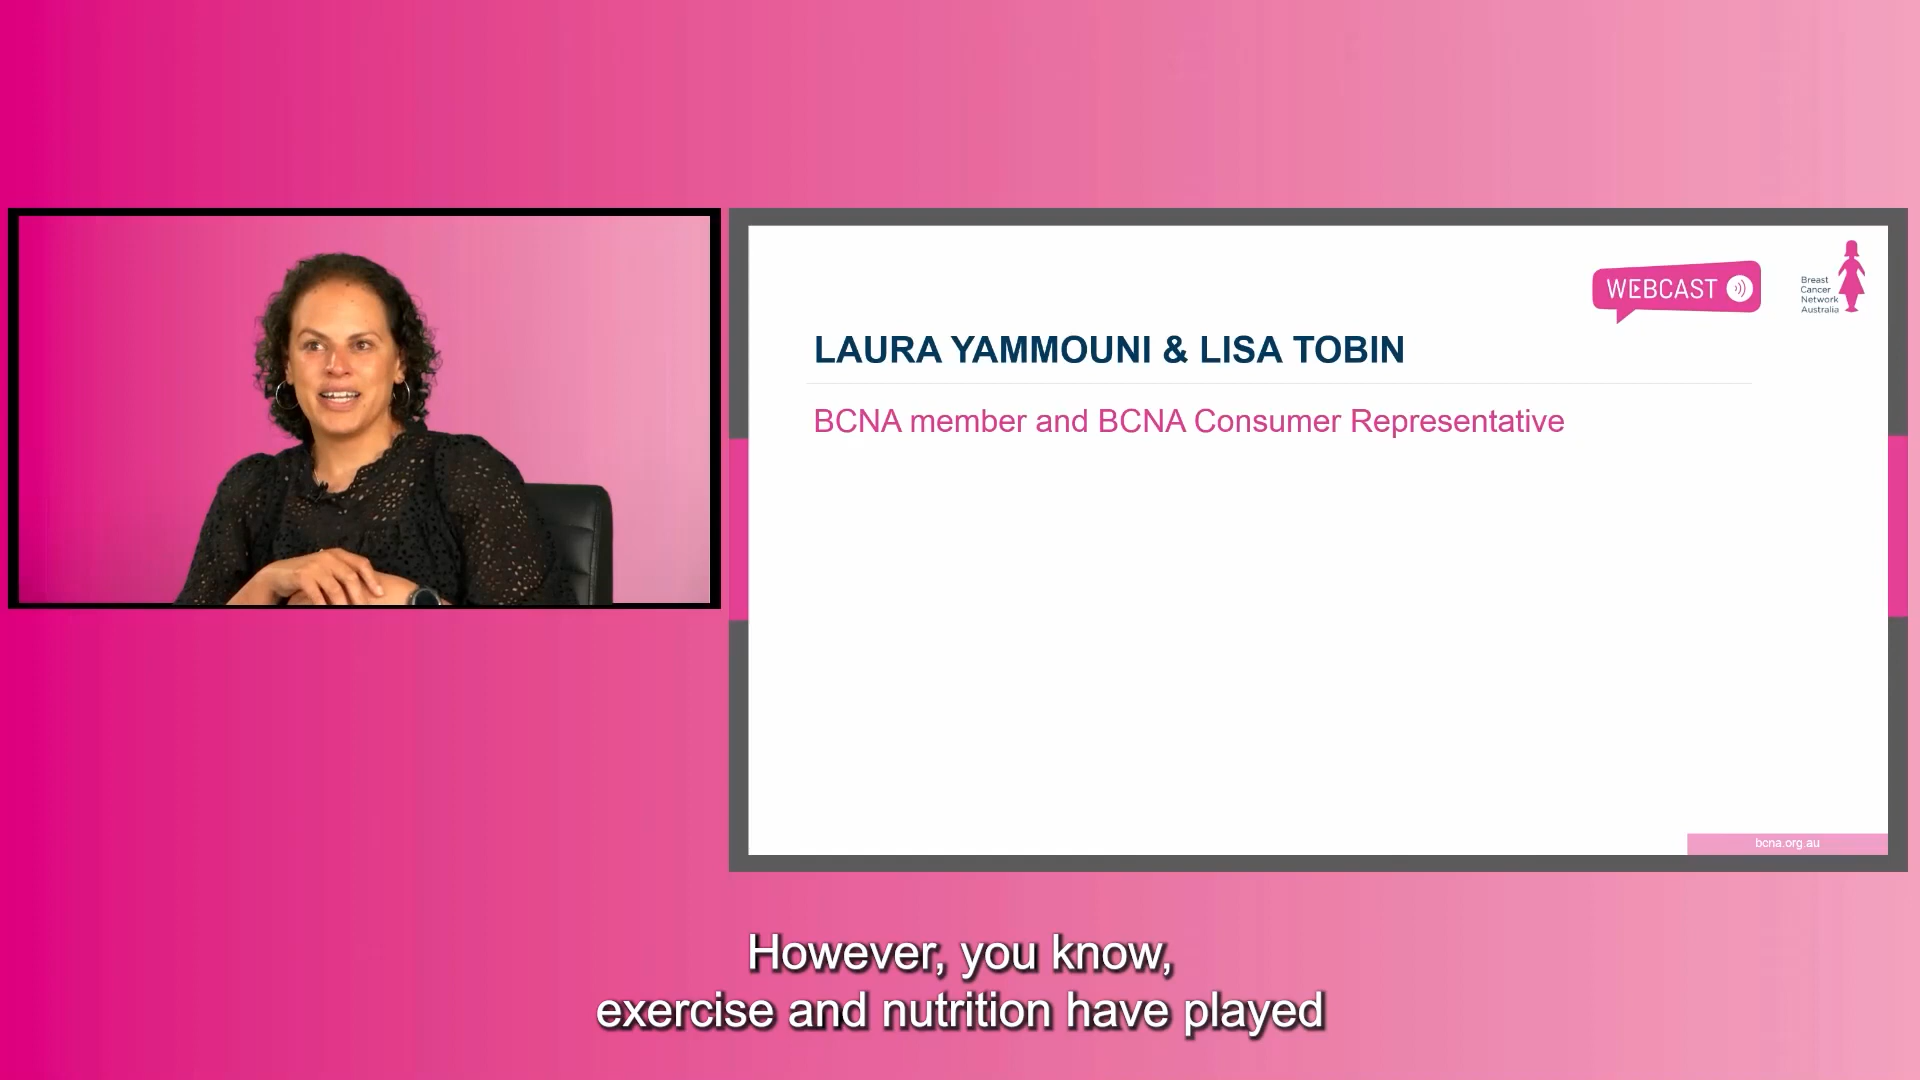 WEBCAST
Breast
Cancer
Network
Australia
LAURA YAMMOUNI & LISA TOBIN
BCNA member and BCNA Consumer Representative
bcna.org.au
However, you know,
exercise and nutrition have played